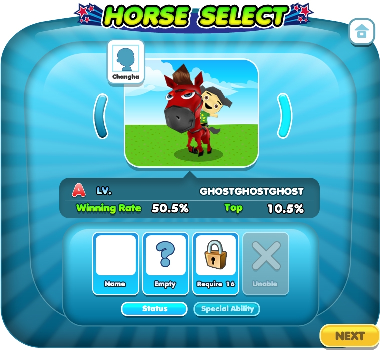 HORSE SELECT
Changha
A LV. GHOSTGHOSTGHOST
Winning Rate 50.5% Top 10.5%
Name Empty Require 16 Unable
Status Special Ability
NEXT